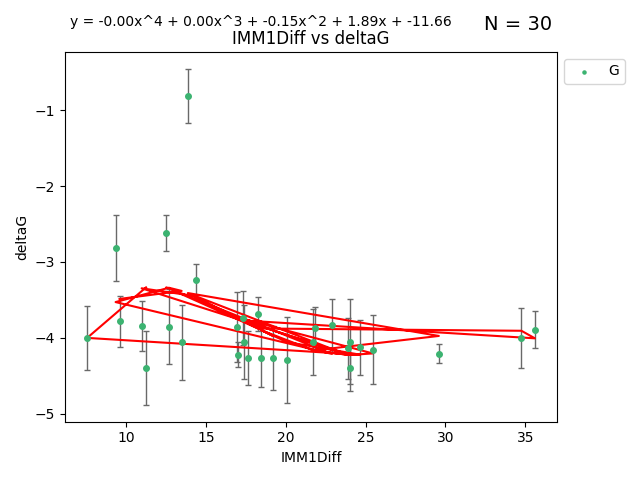 y = -0.00x^4 + 0.00x^3 + -0.15x^2 + 1.89x + -11.66
N = 30
IMM1Diff vs deltaG
G
−1
−2
−3
−4
−5
deltaG
10 15 20 25 30 35
IMM1Diff